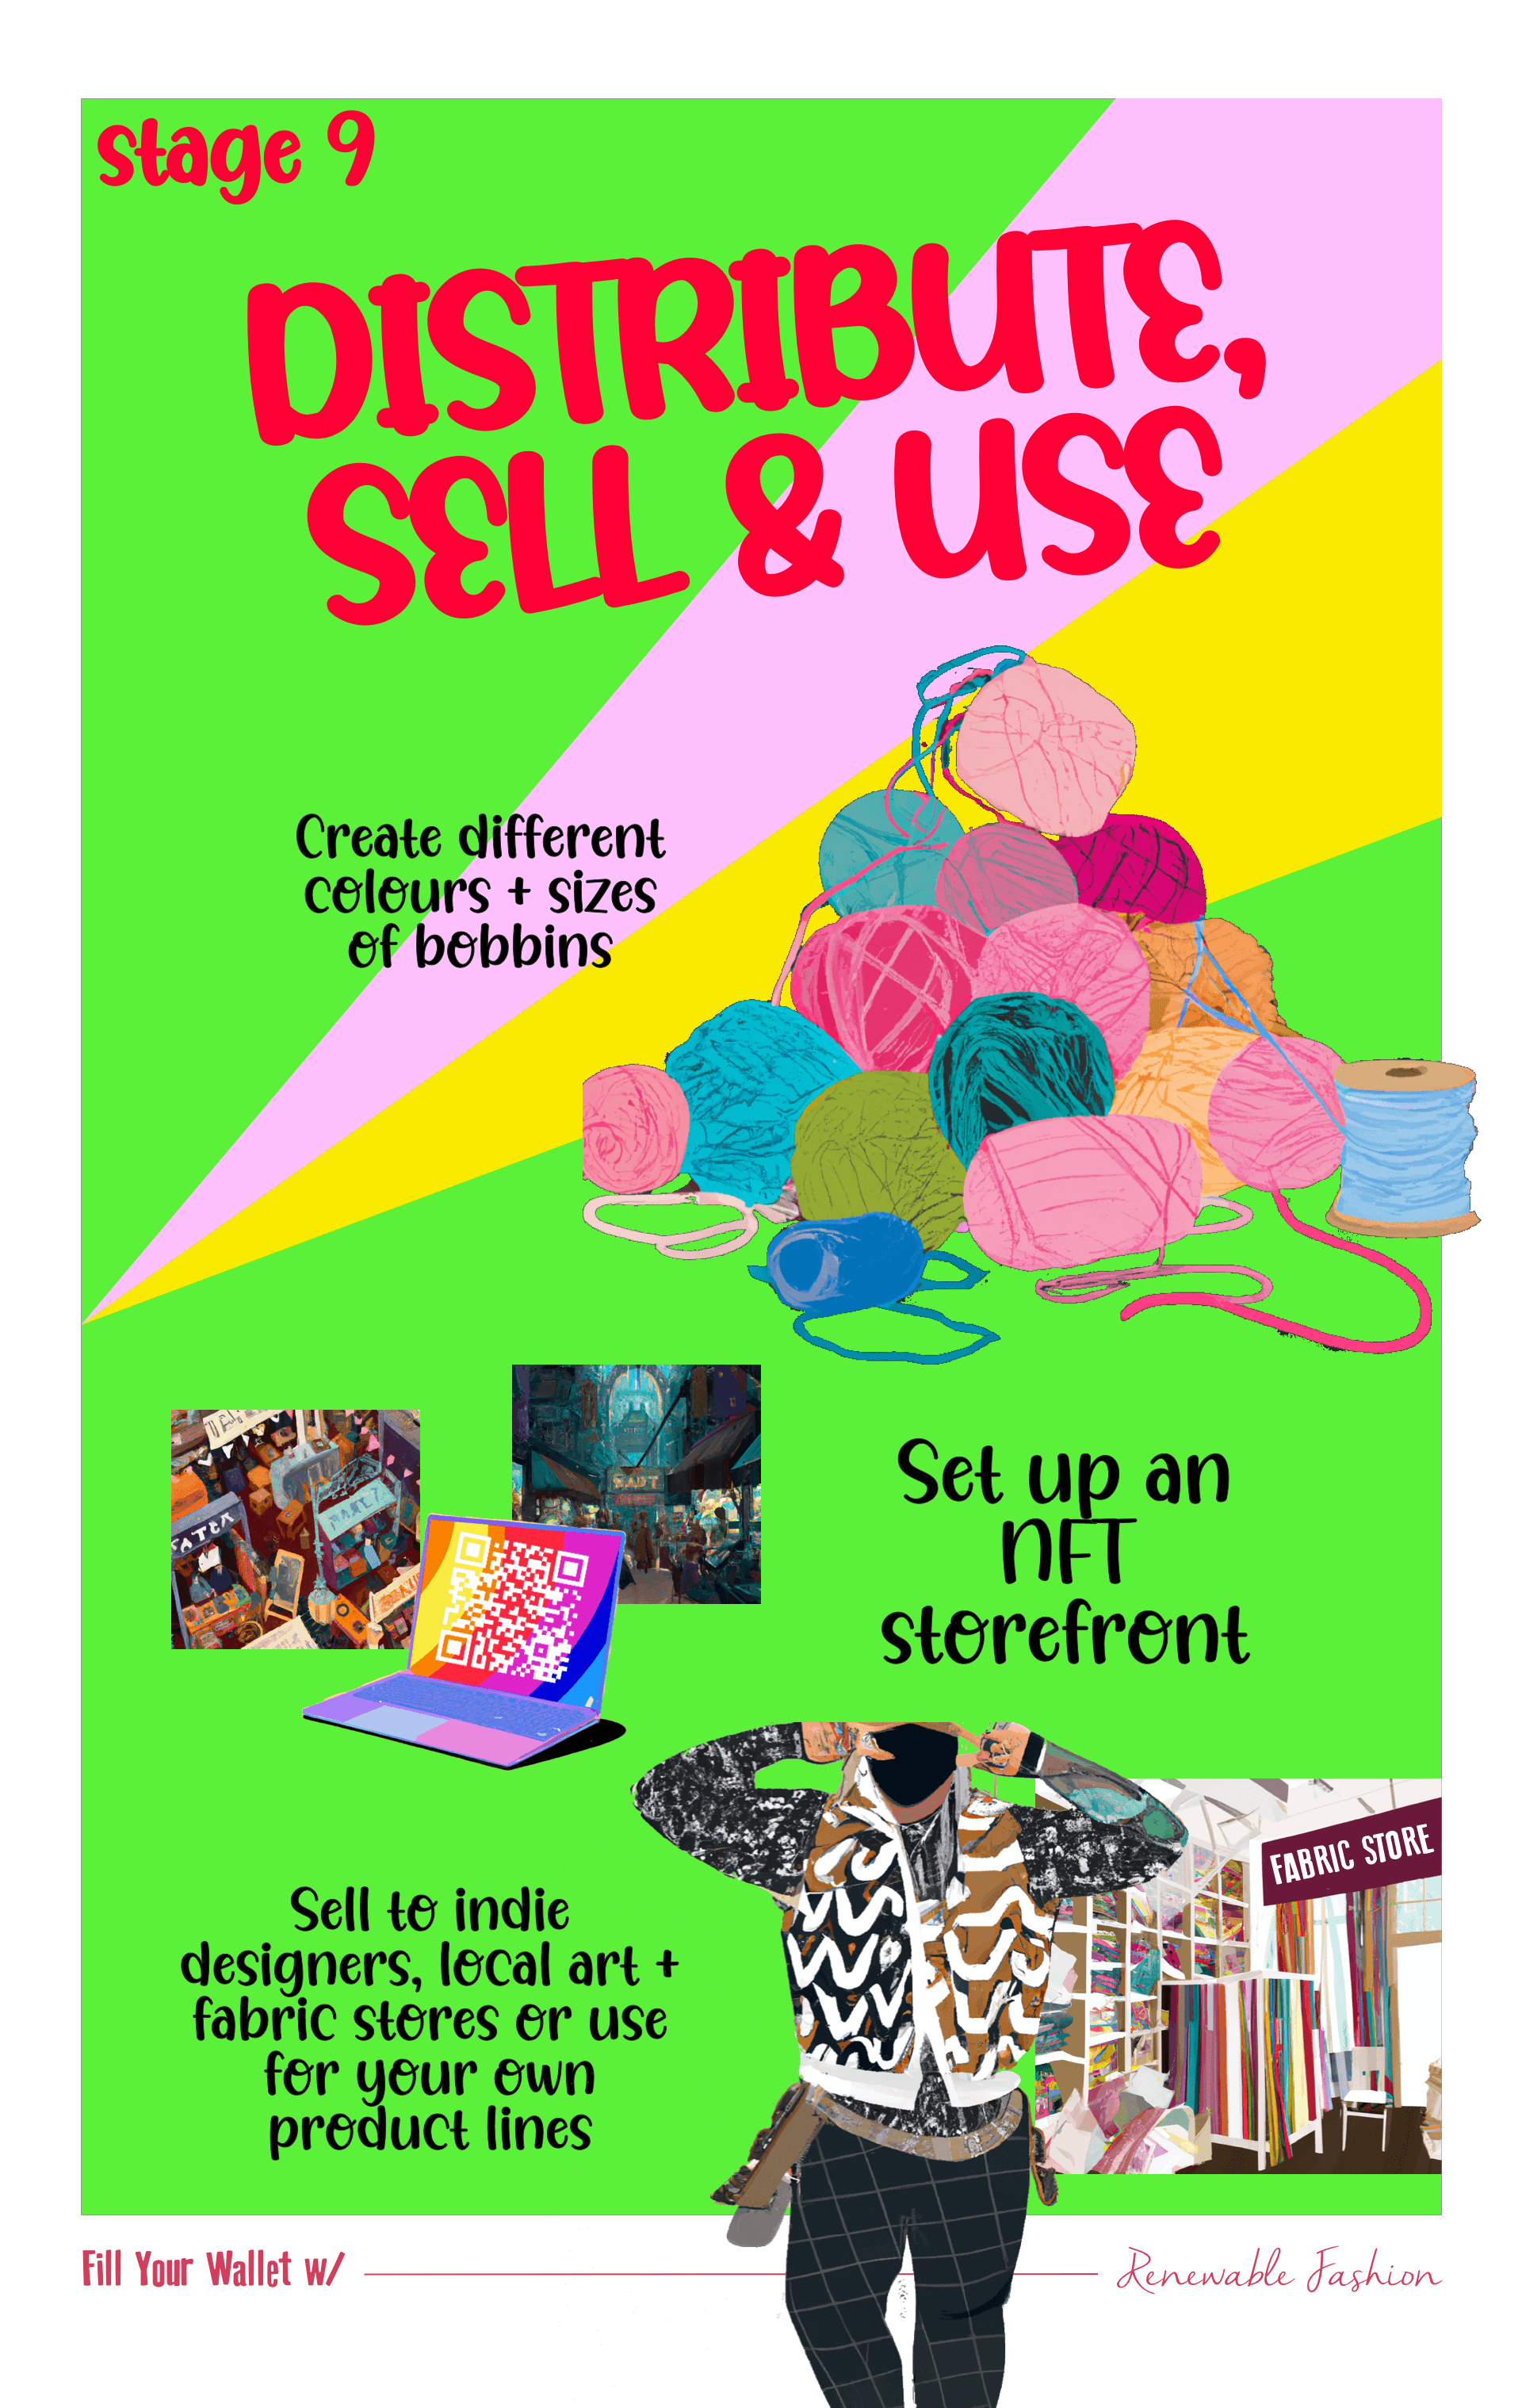 Stage 9
DISTRIBUTE,
SELL & USE
Create different
colours + sizes
of bobbins
Set up an
NFT
storefront
FABRIC STORE
Sell to indie
designers, local art +
fabric stores or use
for your own
product lines
Fill Your Wallet w/
Renewable Fashion